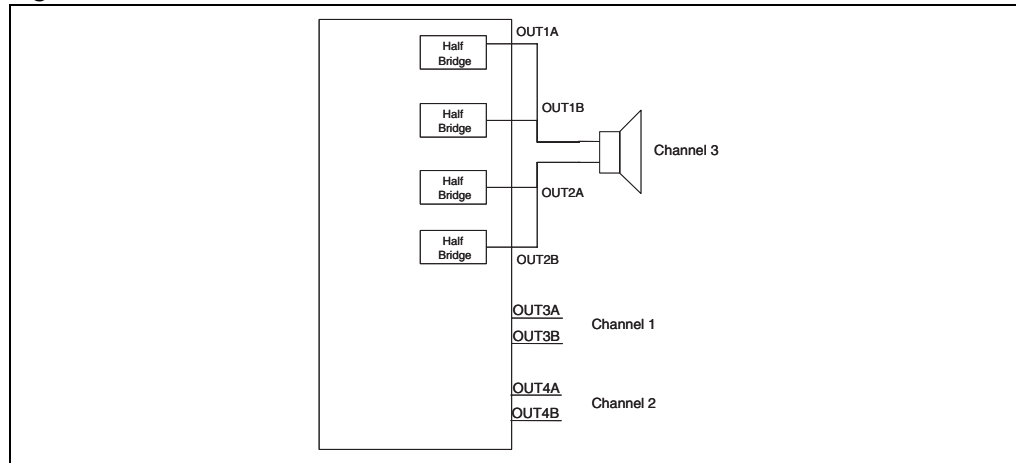 OUT1A
Half
Bridge
OUT1B
Half
Bridge
Channel 3
Half
Bridge
OUT2A
Half
Bridge
OUT2B
OUT3A
Channel 1
OUT3B
OUT4A
Channel 2
OUT4B